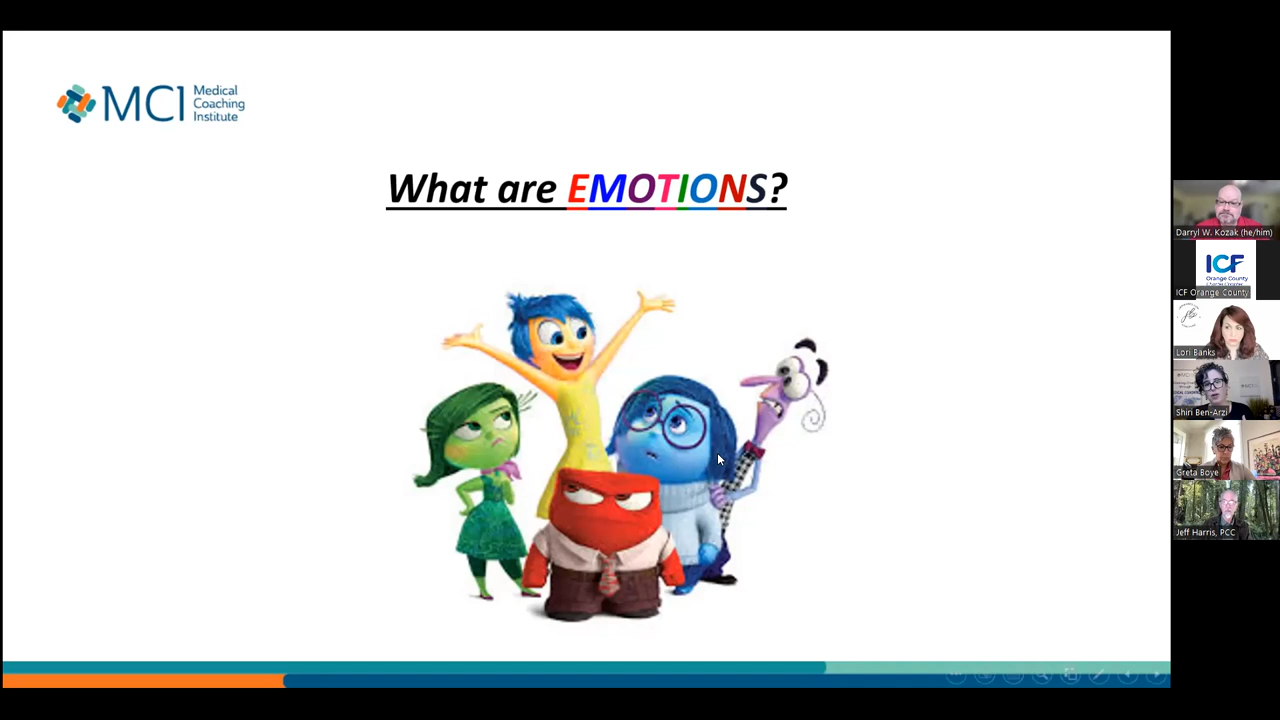 MCI Medical
Coaching
Institute
What are EMOTIONS?
Darryl W. Kozak (he/him)
ICF
Orange County
ICF Orange County
Lori Banks
Shiri Ben-Arzi
Greta Boye
Jeff Harris, PCC